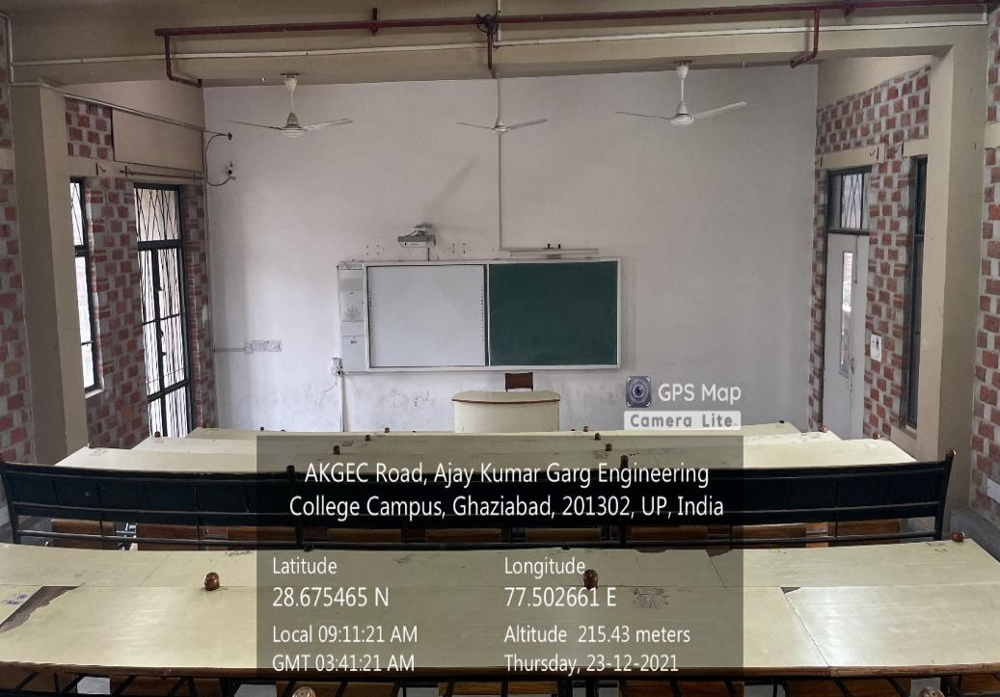 GPS Map
Camera Lite
AKGEC Road, Ajay Kumar Garg Engineering
College Campus, Ghaziabad, 201302, UP, India
Latitude
Longitude
28.675465 N
77.502661 E
Local 09:11:21 AM
Altitude 215.43 meters
GMT 03:41:21 AM
Thursday, 23-12-2021